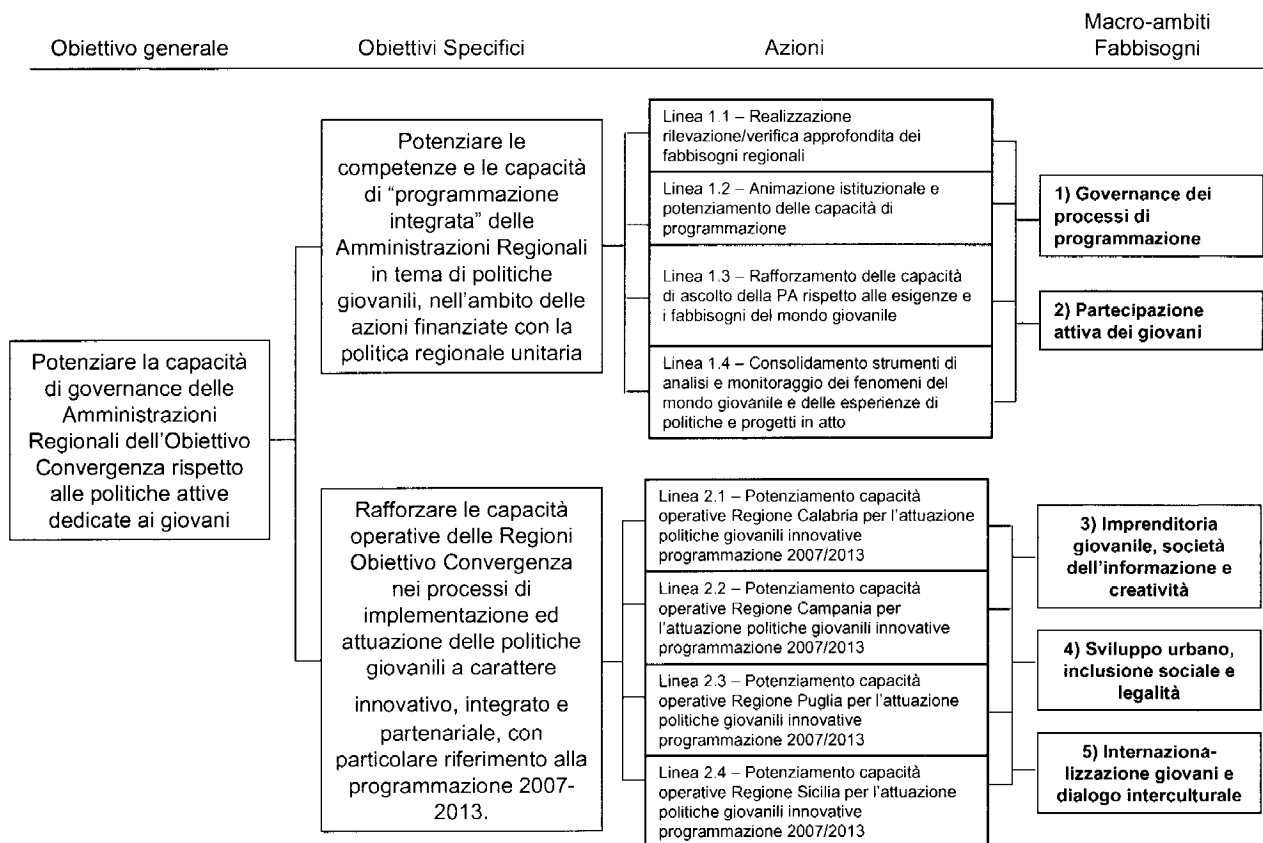 Obiettivo generale
Obiettivi Specifici
Azioni
Macro-ambiti
Fabbisogni
Potenziare la capacità
di governance delle
Amministrazioni
Regionali dell'Obiettivo
Convergenza rispetto
alle politiche attive
dedicate ai giovani
Potenziare le
competenze e le capacità
di "programmazione
integrata" delle
Amministrazioni Regionali
in tema di politiche
giovanili, nell'ambito delle
azioni finanziate con la
politica regionale unitaria
Linea 1.1 – Realizzazione
rilevazione/verifica approfondita dei
fabbisogni regionali
Linea 1.2 – Animazione istituzionale e
potenziamento delle capacità di
programmazione
Linea 1.3 – Rafforzamento delle capacità
di ascolto della PA rispetto alle esigenze e
i fabbisogni del mondo giovanile
Linea 1.4 – Consolidamento strumenti di
analisi e monitoraggio dei fenomeni del
mondo giovanile e delle esperienze di
politiche e progetti in atto
1) Governance dei
processi di
programmazione
2) Partecipazione
attiva dei giovani
Rafforzare le capacità
operative delle Regioni
Obiettivo Convergenza
nei processi di
implementazione ed
attuazione delle politiche
giovanili a carattere
innovativo, integrato e
partenariale, con
particolare riferimento alla
programmazione 2007-
2013.
Linea 2.1 – Potenziamento capacità
operative Regione Calabria per l'attuazione
politiche giovanili innovative
programmazione 2007/2013
Linea 2.2 – Potenziamento capacità
operative Regione Campania per
l'attuazione politiche giovanili innovative
programmazione 2007/2013
Linea 2.3 – Potenziamento capacità
operative Regione Puglia per l'attuazione
politiche giovanili innovative
programmazione 2007/2013
Linea 2.4 – Potenziamento capacità
operative Regione Sicilia per l'attuazione
politiche giovanili innovative
programmazione 2007/2013
3) Imprenditoria
giovanile, società
dell'informazione e
creatività
4) Sviluppo urbano,
inclusione sociale e
legalità
5) Internaziona-
lizzazione giovani e
dialogo interculturale